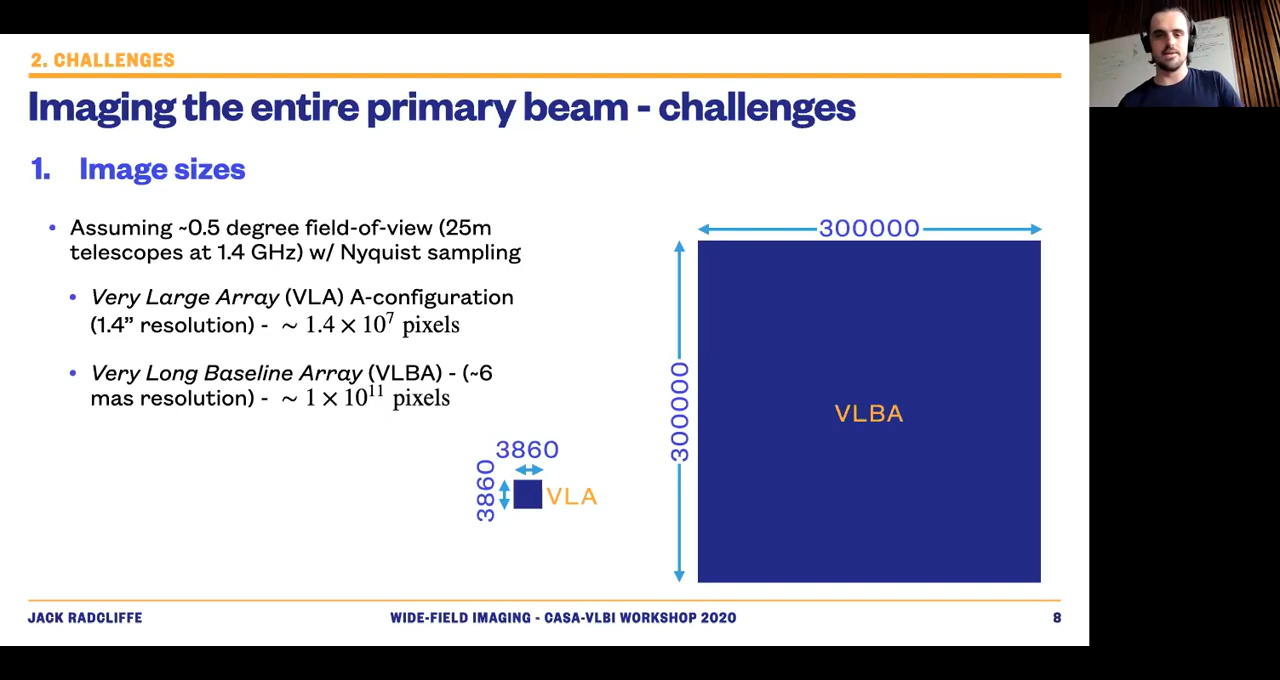 2. CHALLENGES
Imaging the entire primary beam - challenges
1. Image sizes
• Assuming ~0.5 degree field-of-view (25m
telescopes at 1.4 GHz) w/ Nyquist sampling
• Very Large Array (VLA) A-configuration
(1.4” resolution) - ∼ 1.4 × 10⁷ pixels
• Very Long Baseline Array (VLBA) - (~6
mas resolution) - ∼ 1 × 10¹¹ pixels
3860
3860
VLA
300000
300000
VLBA
JACK RADCLIFFE
WIDE-FIELD IMAGING - CASA-VLBI WORKSHOP 2020
8